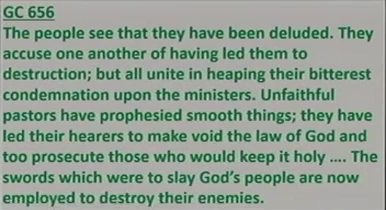 GC 656
The people see that they have been deluded. They
accuse one another of having led them to
destruction; but all unite in heaping their bitterest
condemnation upon the ministers. Unfaithful
pastors have prophesied smooth things; they have
led their hearers to make void the law of God and
too prosecute those who would keep it holy .... The
swords which were to slay God's people are now
employed to destroy their enemies.